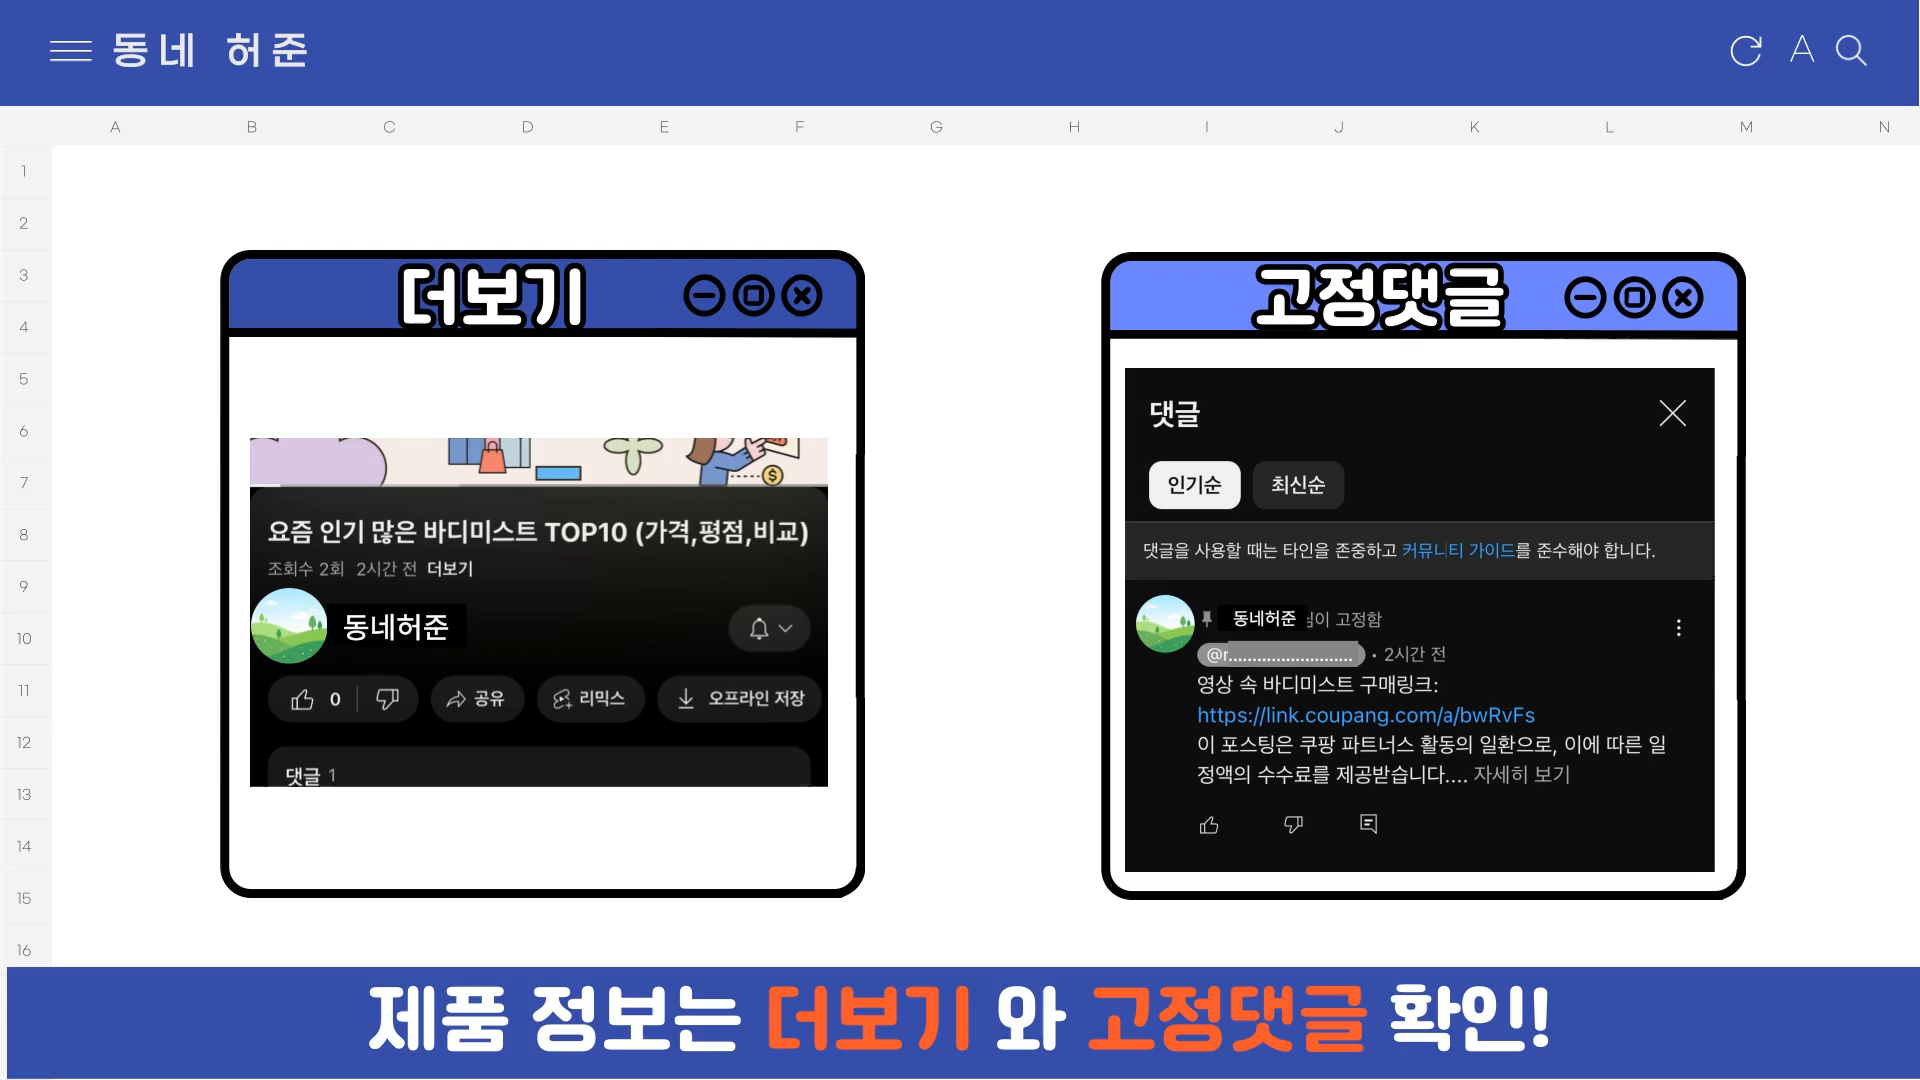 동네 허준
A
A B C D E F G H I J K L M N
1
2
3
4
5
6
7
8
9
10
11
12
13
14
15
16
더보기
요즘 인기 많은 바디미스트 TOP10 (가격,평점,비교)
조회수 2회 2시간 전 더보기
동네허준
0 공유 리믹스 오프라인 저장
댓글 1
고정댓글
댓글
인기순 최신순
댓글을 사용할 때는 타인을 존중하고 커뮤니티 가이드를 준수해야 합니다.
동네허준 님이 고정함
@r.......................... • 2시간 전
영상 속 바디미스트 구매링크:
https://link.coupang.com/a/bwRvFs
이 포스팅은 쿠팡 파트너스 활동의 일환으로, 이에 따른 일
정액의 수수료를 제공받습니다.... 자세히 보기
제품 정보는 더보기 와 고정댓글 확인!